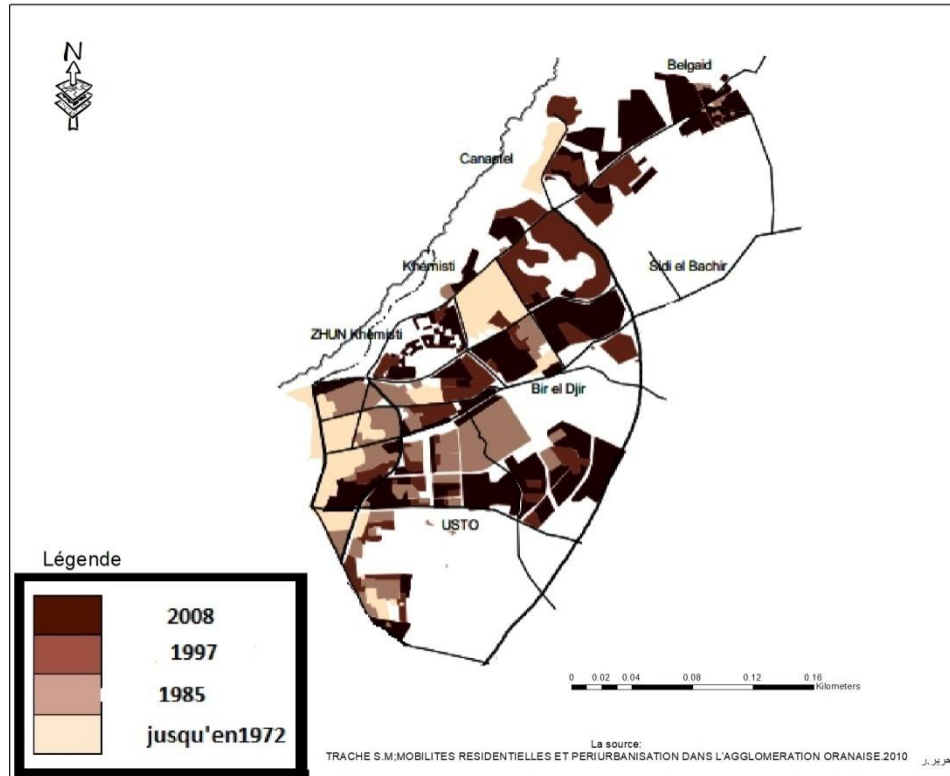 N
Belgaid
Canastel
Khémisti
Sidi el Bachir
ZHUN Khémisti
Bir el Djir
USTO
Légende
2008
1997
1985
jusqu'en1972
0 0.02 0.04 0.08 0.12 0.16
Kilometers
La source:
TRACHE S.M;MOBILITES RESIDENTIELLES ET PERIURBANISATION DANS L'AGGLOMERATION ORANAISE.2010